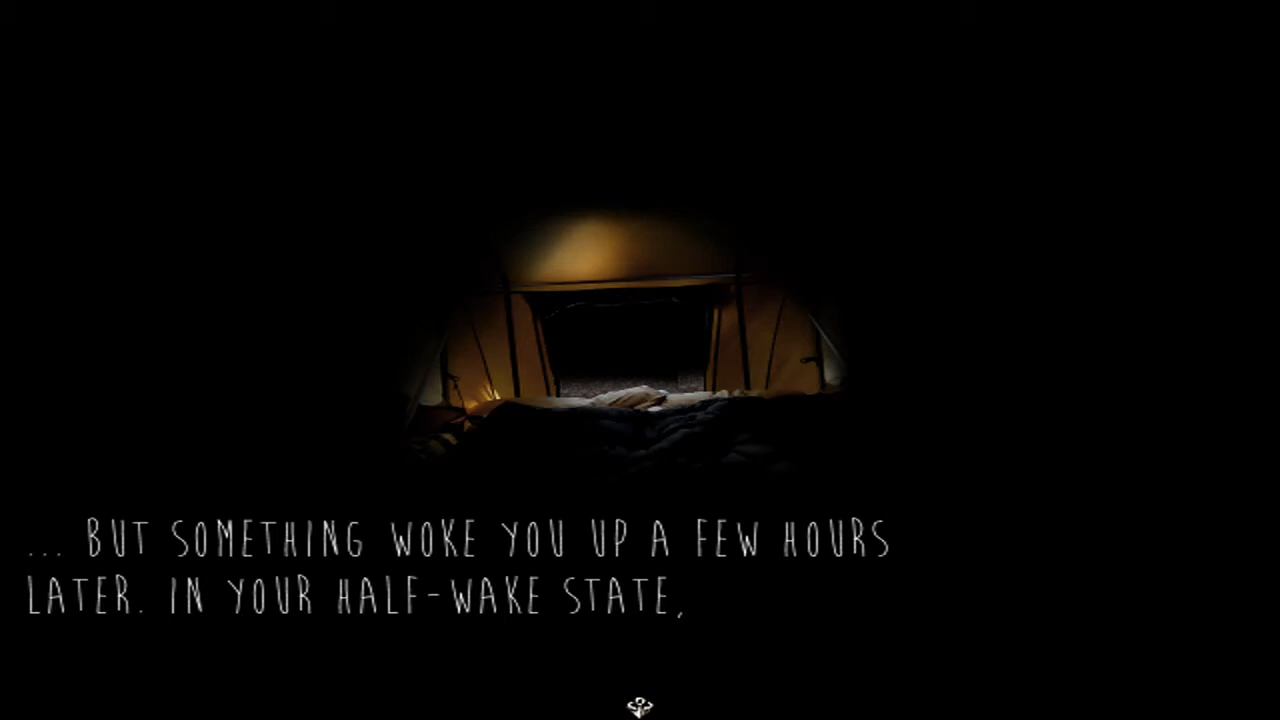 ... BUT SOMETHING WOKE YOU UP A FEW HOURS
LATER. IN YOUR HALF-WAKE STATE,